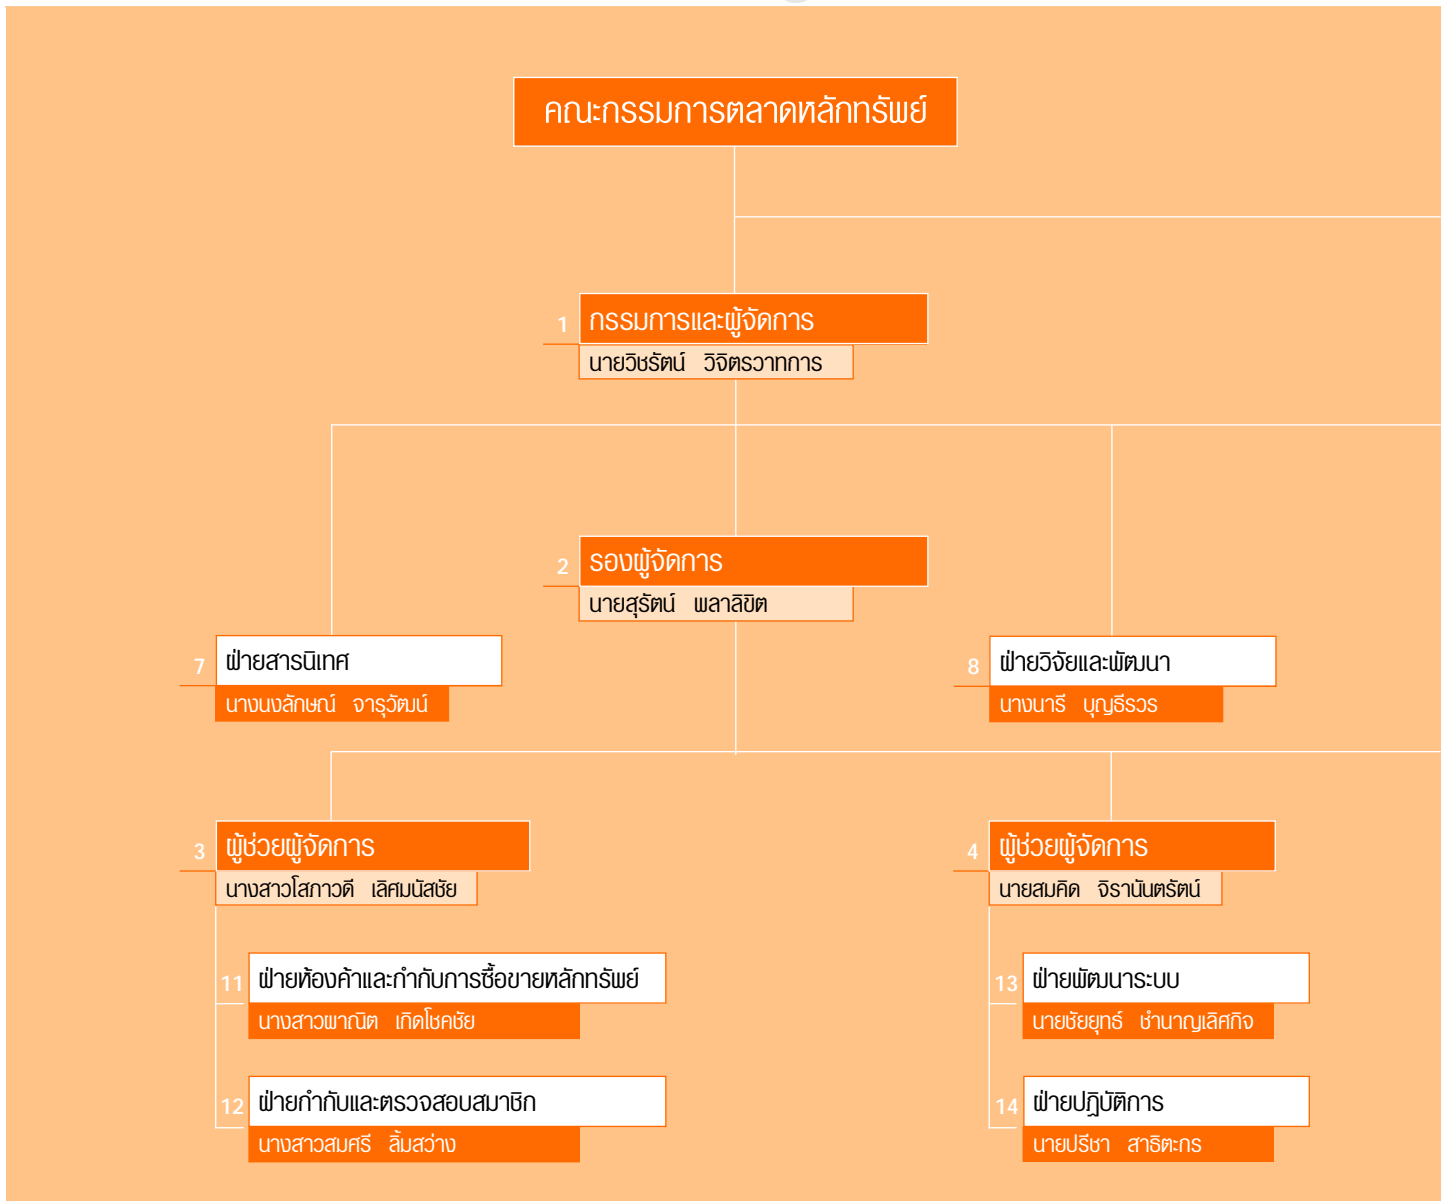 คณะกรรมการตลาดหลักทรัพย์
1 กรรมการและผู้จัดการ
นายวิชรัตน์ วิจิตรวาทการ
2 รองผู้จัดการ
นายสุรัตน์ พลาลิขิต
7 ฝ่ายสารนิเทศ
นางนงลักษณ์ จารุวัฒน์
8 ฝ่ายวิจัยและพัฒนา
นางนารี บุญธีรวร
3 ผู้ช่วยผู้จัดการ
นางสาวโสภาวดี เลิศมนัสชัย
4 ผู้ช่วยผู้จัดการ
นายสมคิด จิรานันตรัตน์
11 ฝ่ายห้องค้าและกำกับการซื้อขายหลักทรัพย์
นางสาวพาณิต เกิดโชคชัย
13 ฝ่ายพัฒนาระบบ
นายชัยยุทธ์ ชำนาญเลิศกิจ
12 ฝ่ายกำกับและตรวจสอบสมาชิก
นางสาวสมศรี ลิ้มสว่าง
14 ฝ่ายปฎิบัติการ
นายปรีชา สาธิตะกร